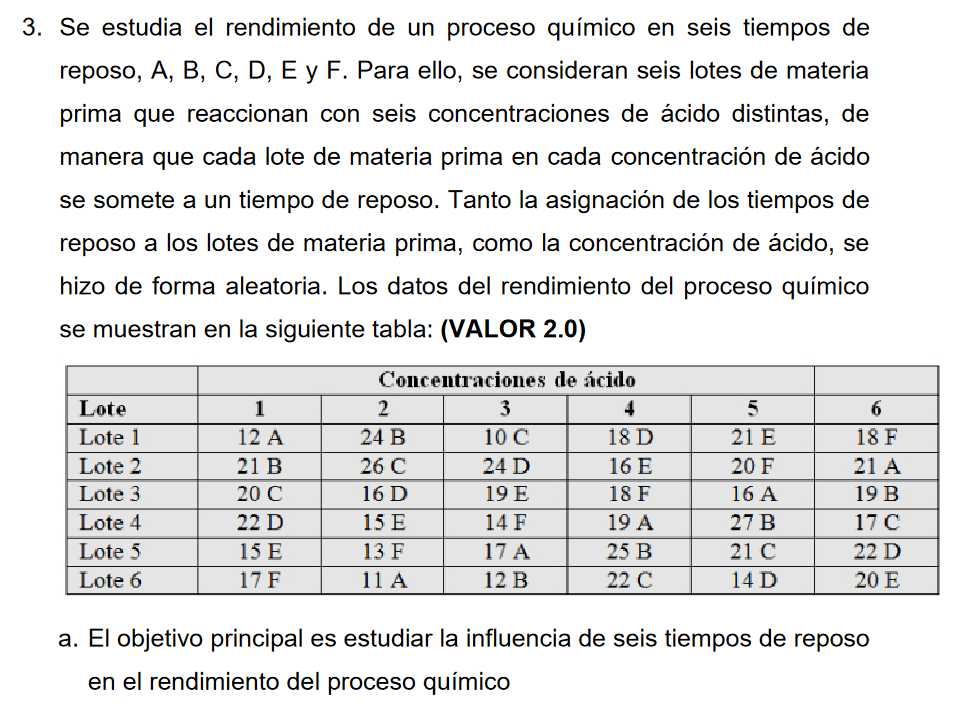 3. Se estudia el rendimiento de un proceso químico en seis tiempos de
reposo, A, B, C, D, E y F. Para ello, se consideran seis lotes de materia
prima que reaccionan con seis concentraciones de ácido distintas, de
manera que cada lote de materia prima en cada concentración de ácido
se somete a un tiempo de reposo. Tanto la asignación de los tiempos de
reposo a los lotes de materia prima, como la concentración de ácido, se
hizo de forma aleatoria. Los datos del rendimiento del proceso químico
se muestran en la siguiente tabla: (VALOR 2.0)
Concentraciones de ácido
Lote 1 2 3 4 5 6
Lote 1 12 A 24 B 10 C 18 D 21 E 18 F
Lote 2 21 B 26 C 24 D 16 E 20 F 21 A
Lote 3 20 C 16 D 19 E 18 F 16 A 19 B
Lote 4 22 D 15 E 14 F 19 A 27 B 17 C
Lote 5 15 E 13 F 17 A 25 B 21 C 22 D
Lote 6 17 F 11 A 12 B 22 C 14 D 20 E
a. El objetivo principal es estudiar la influencia de seis tiempos de reposo
en el rendimiento del proceso químico